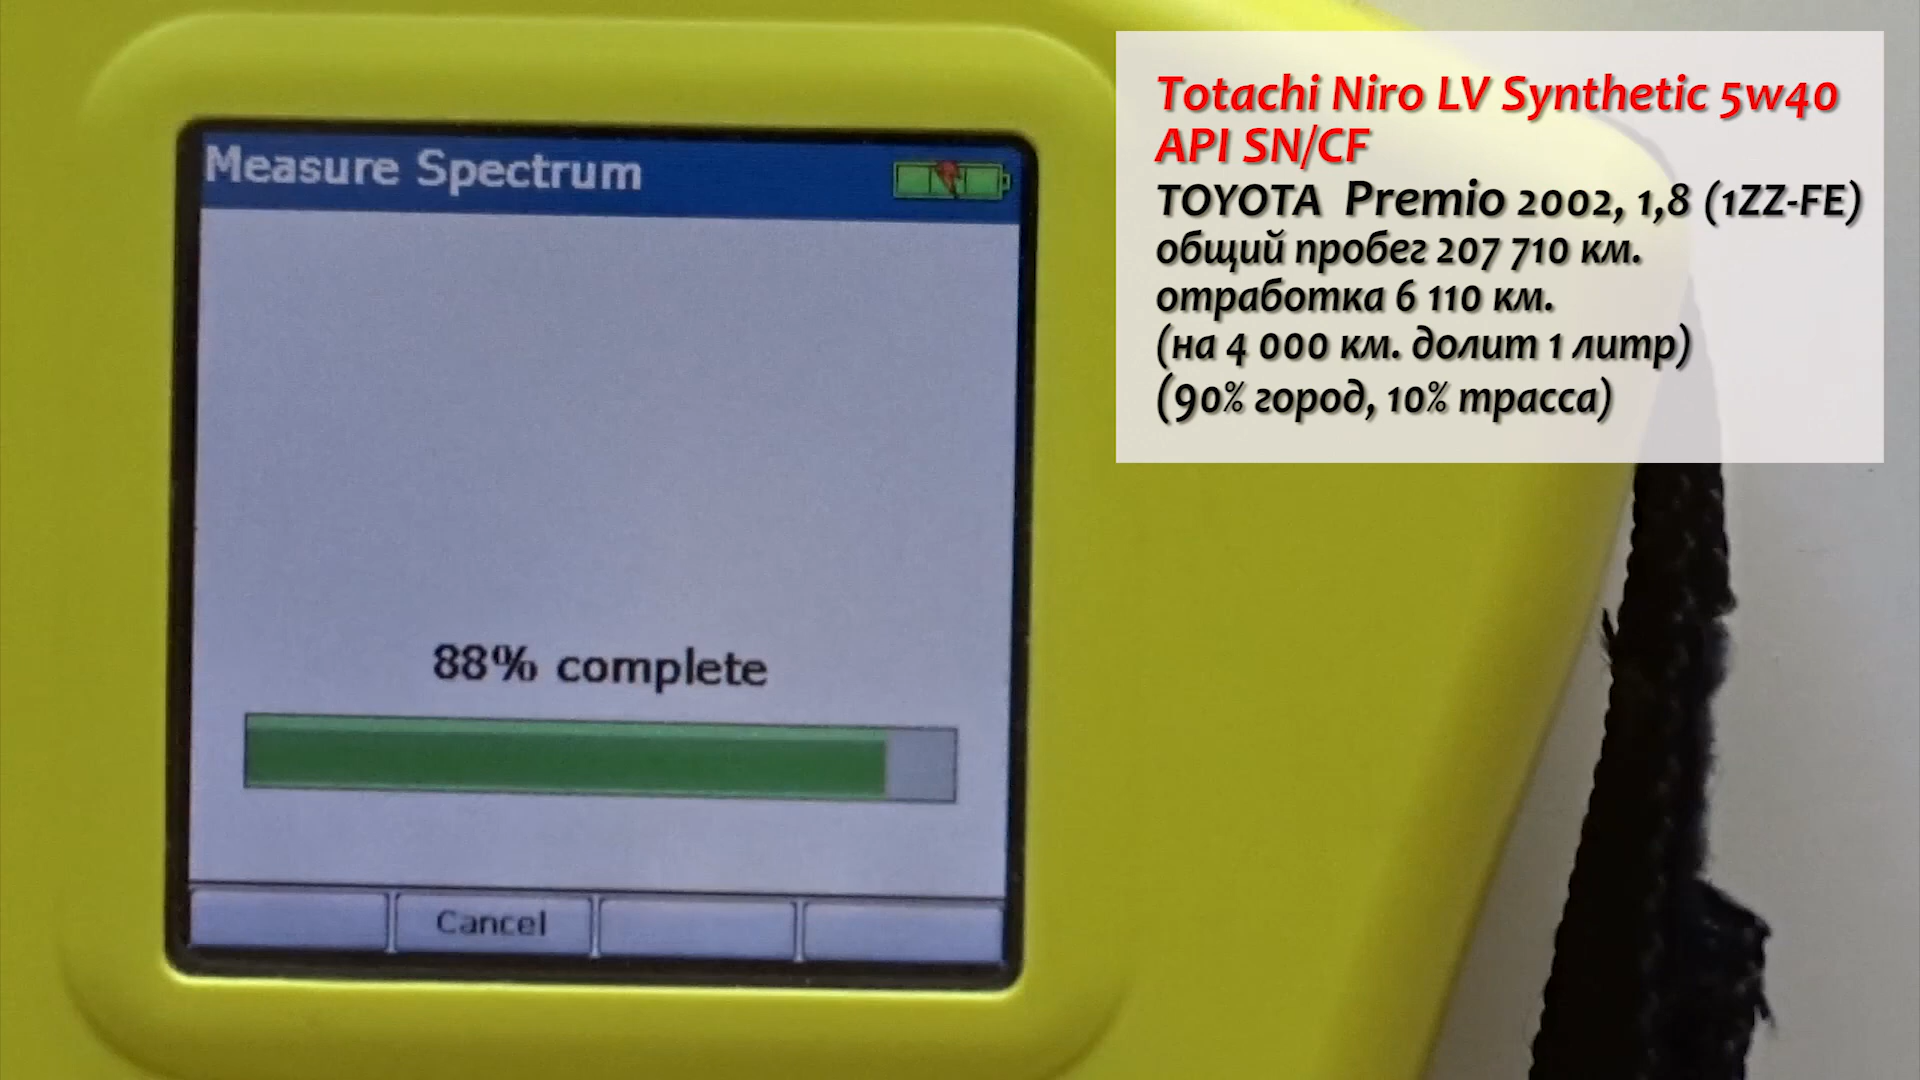 Measure Spectrum
88% complete
Cancel
Totachi Niro LV Synthetic 5w40
API SN/CF
TOYOTA Premio 2002, 1,8 (1ZZ-FE)
общий пробег 207 710 км.
отработка 6 110 км.
(на 4 000 км. долит 1 литр)
(90% город, 10% трасса)